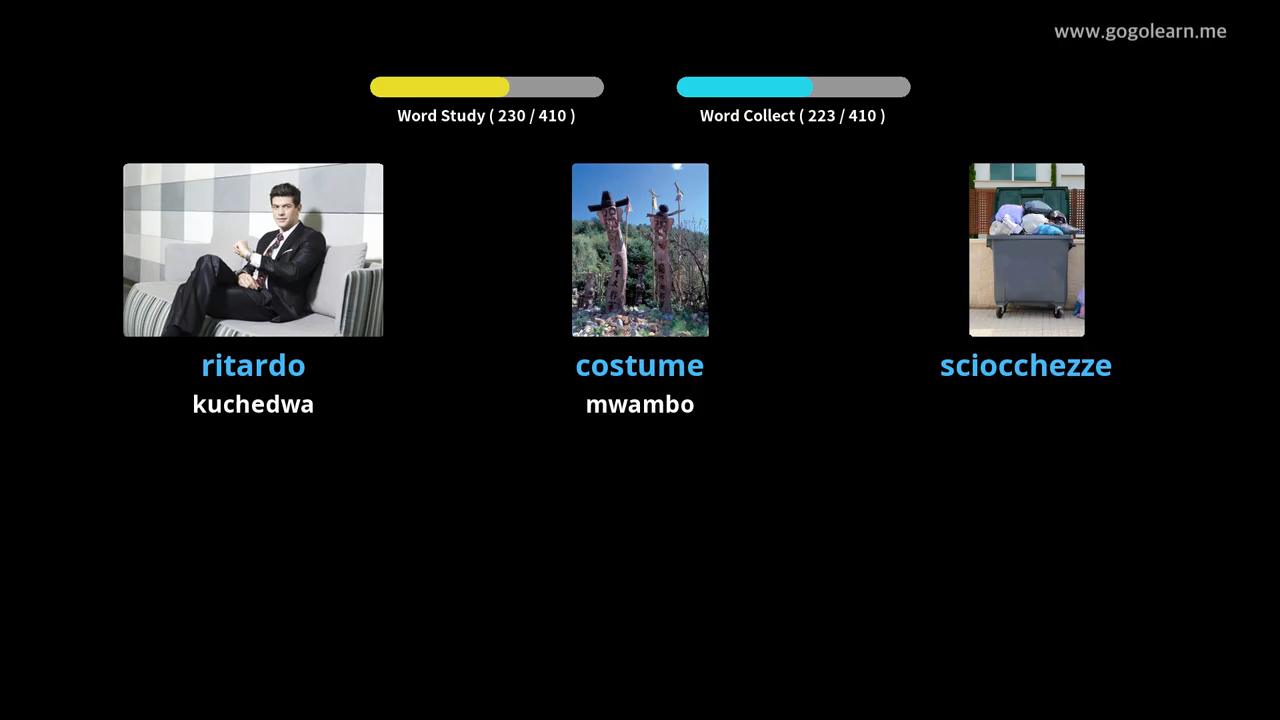 www.gogolearn.me
Word Study ( 230 / 410 )
Word Collect ( 223 / 410 )
ritardo
costume
sciocchezze
kuchedwa
mwambo